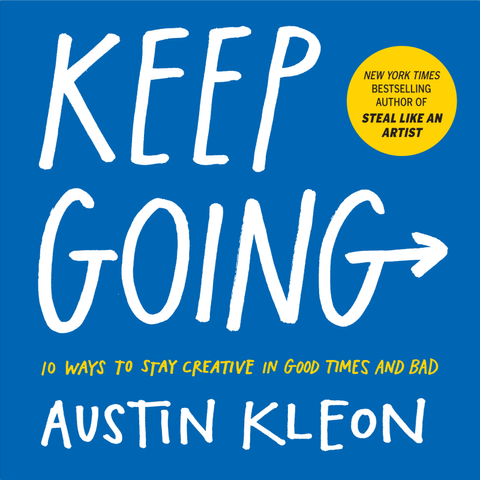 KEEP
GOING
NEW YORK TIMES
BESTSELLING
AUTHOR OF
STEAL LIKE AN
ARTIST
10 WAYS TO STAY CREATIVE IN GOOD TIMES AND BAD
AUSTIN KLEON